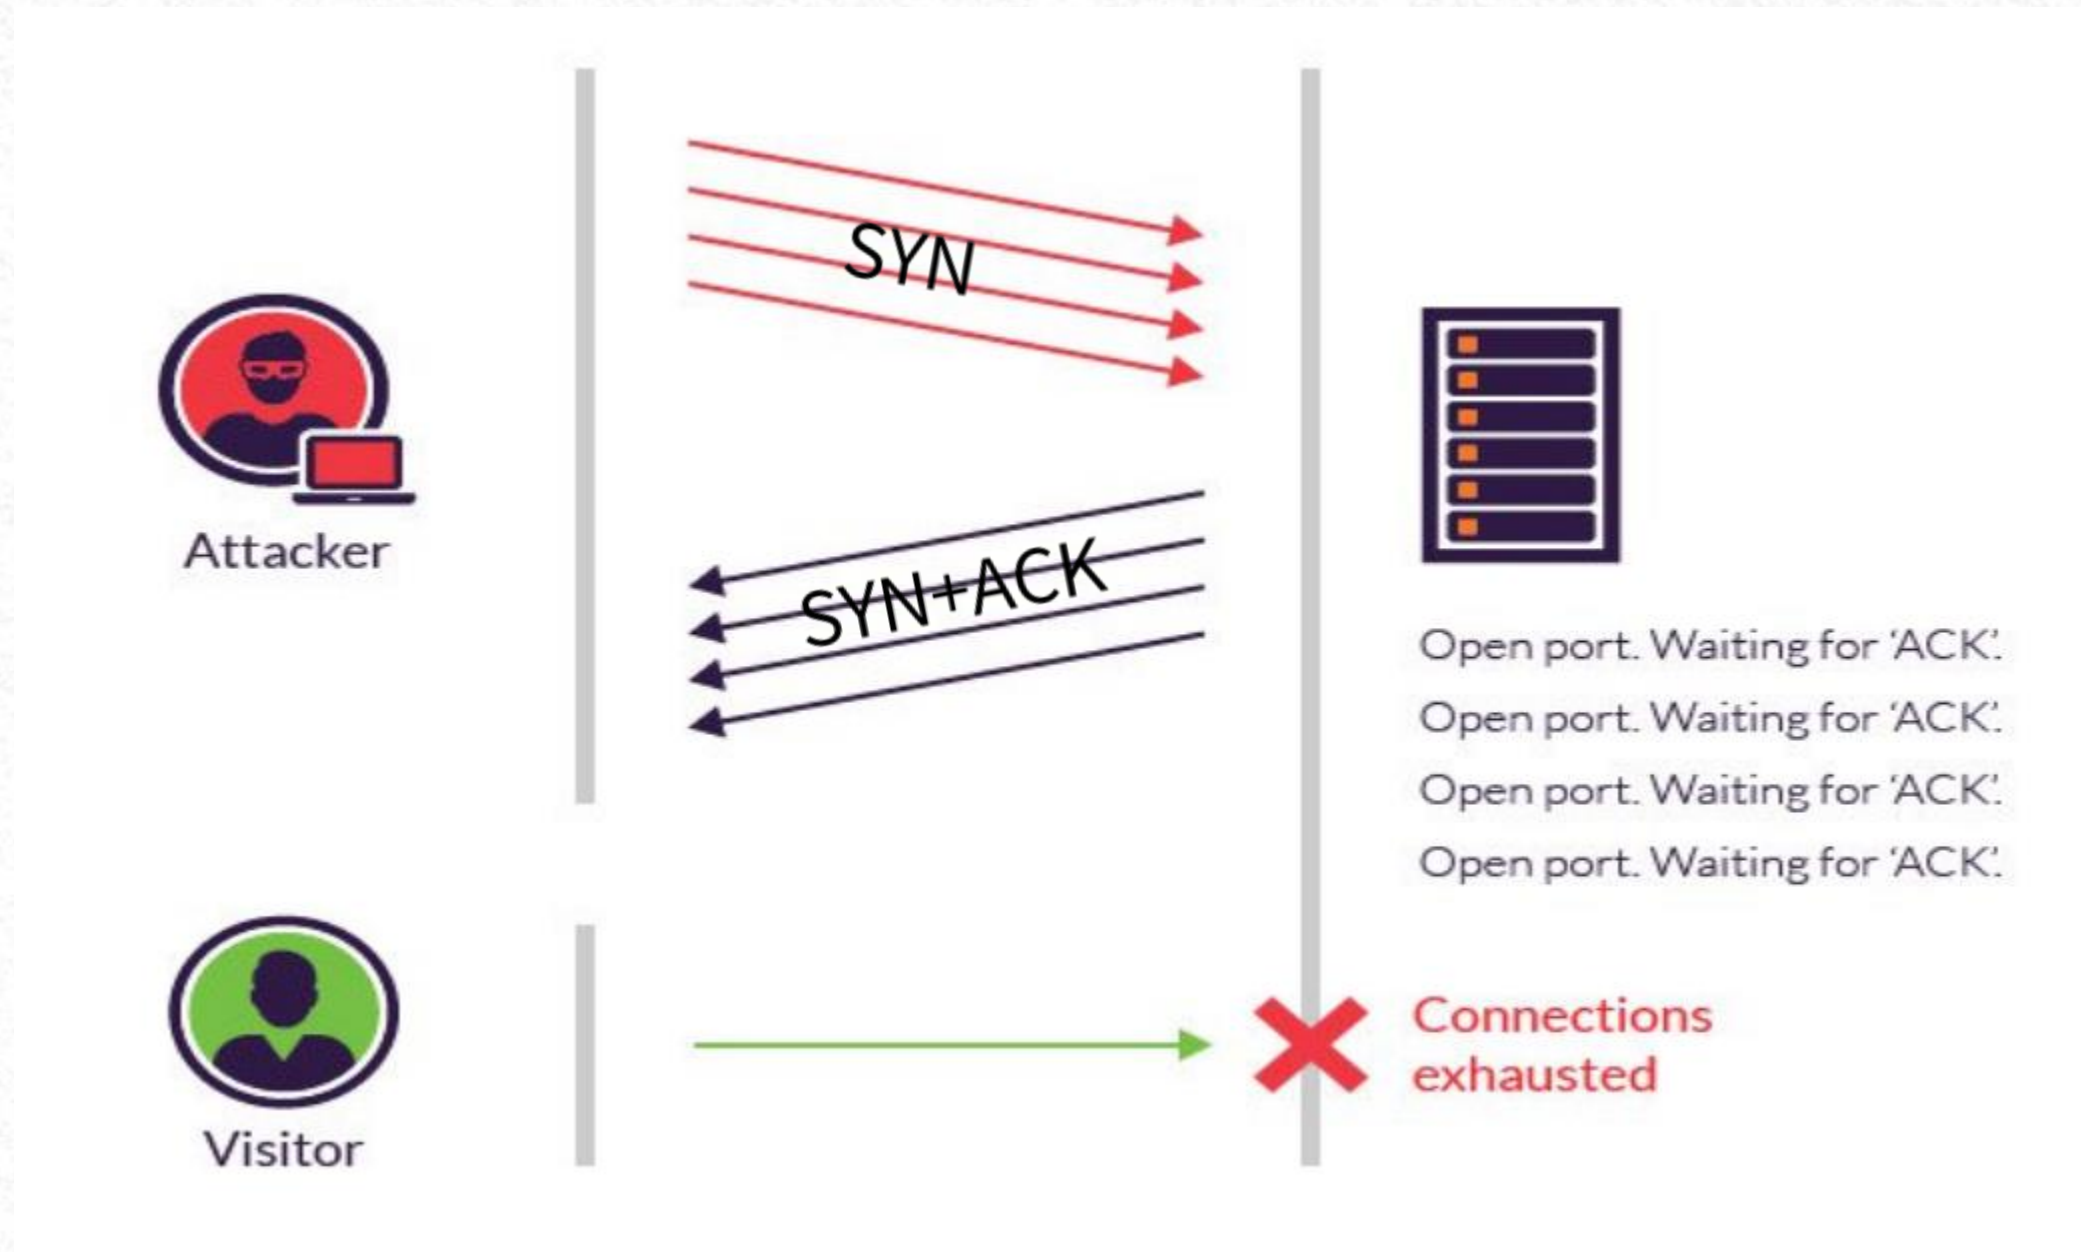 SYN
Attacker
SYN+ACK
Open port. Waiting for ‘ACK’.
Open port. Waiting for ‘ACK’.
Open port. Waiting for ‘ACK’.
Open port. Waiting for ‘ACK’.
Visitor
Connections
exhausted